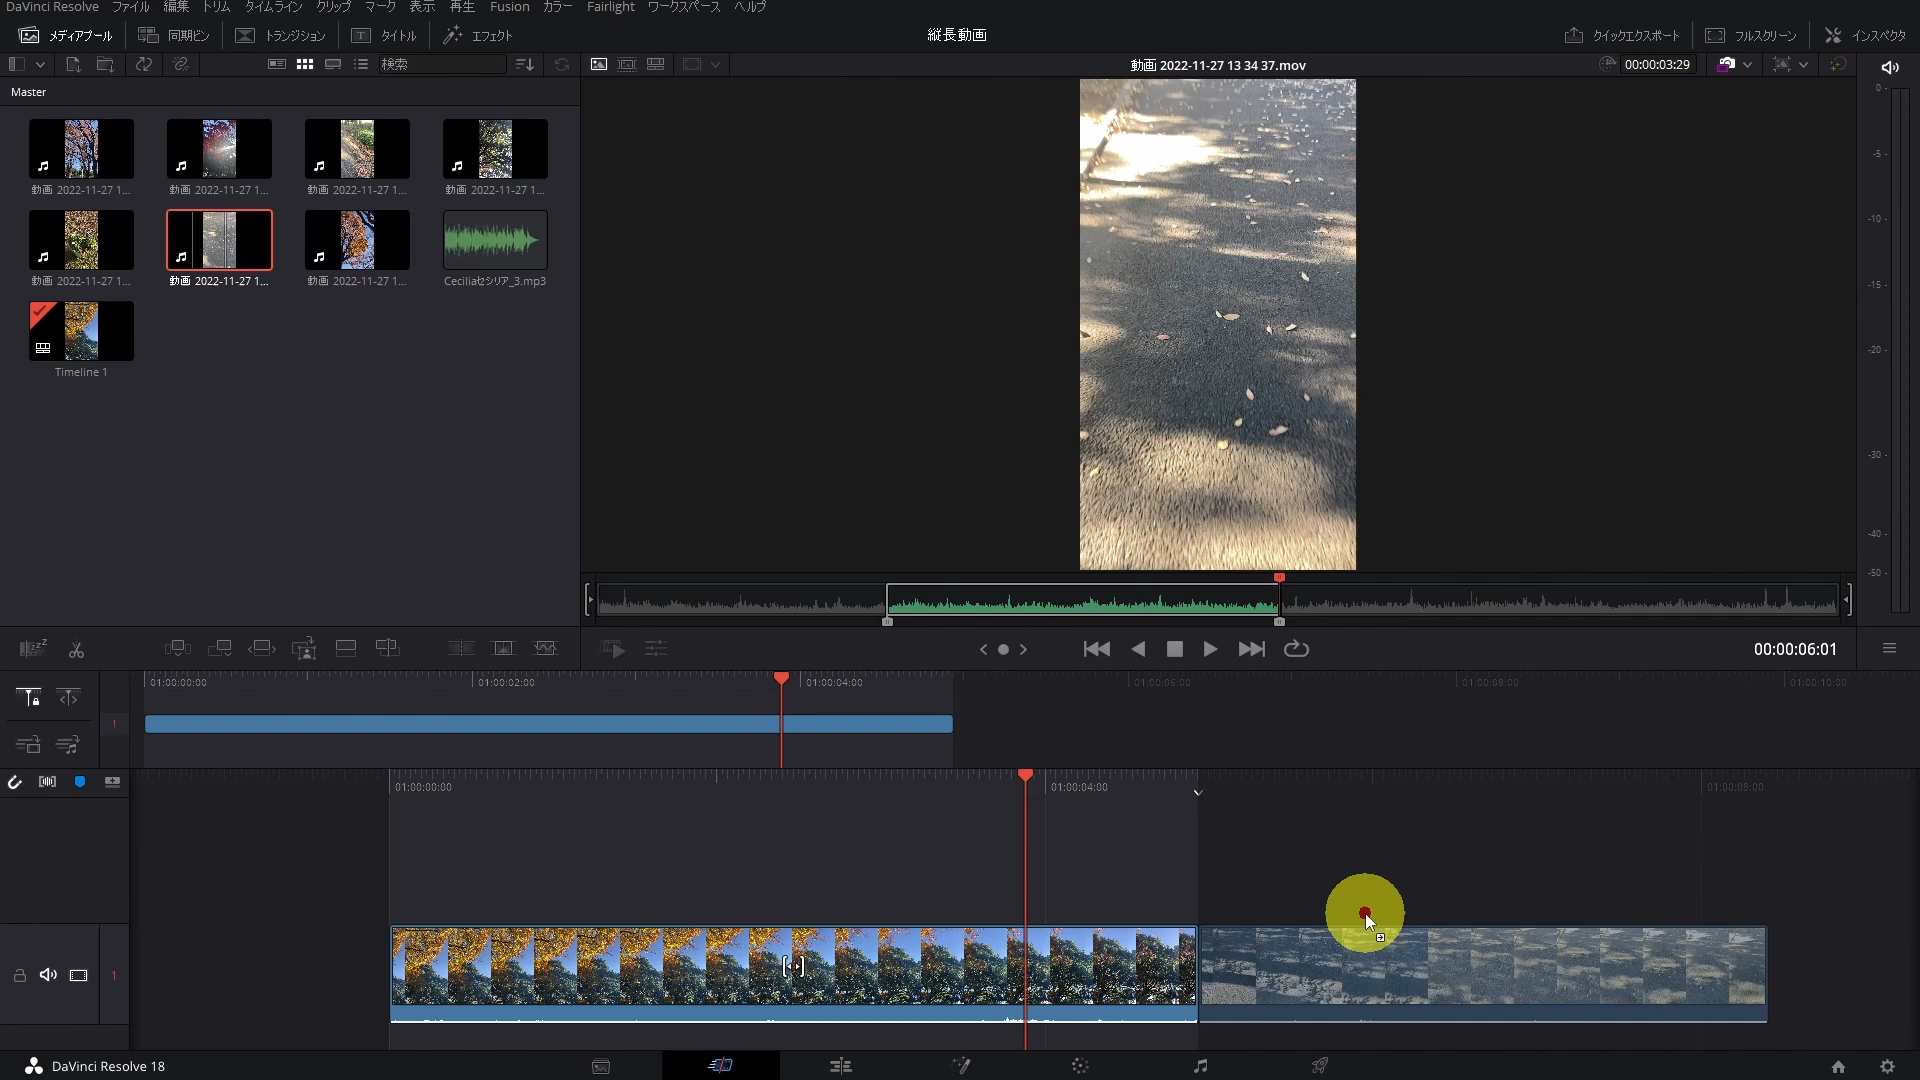 DaVinci Resolve ファイル 編集 トリム タイムライン クリップ マーク 表示 再生 Fusion カラー Fairlight ワークスペース ヘルプ
メディアプール 同期ビン トランジション タイトル エフェクト 縦長動画 クイックエクスポート フルスクリーン インスペクタ
検索 動画 2022-11-27 13 34 37.mov 00:00:03:29
Master
動画 2022-11-27 1... 動画 2022-11-27 1... 動画 2022-11-27 1... 動画 2022-11-27 1...
動画 2022-11-27 1... 動画 2022-11-27 1... 動画 2022-11-27 1... Ceciliaセシリア_3.mp3
Timeline 1
0 -
-5 -
-10 -
-15 -
-20 -
-30 -
-40 -
-50 -
00:00:06:01
01:00:00:00 01:00:02:00 01:00:04:00 01:00:06:00 01:00:08:00 01:00:10:00
1
01:00:00:00 01:00:04:00 01:00:08:00
1
DaVinci Resolve 18